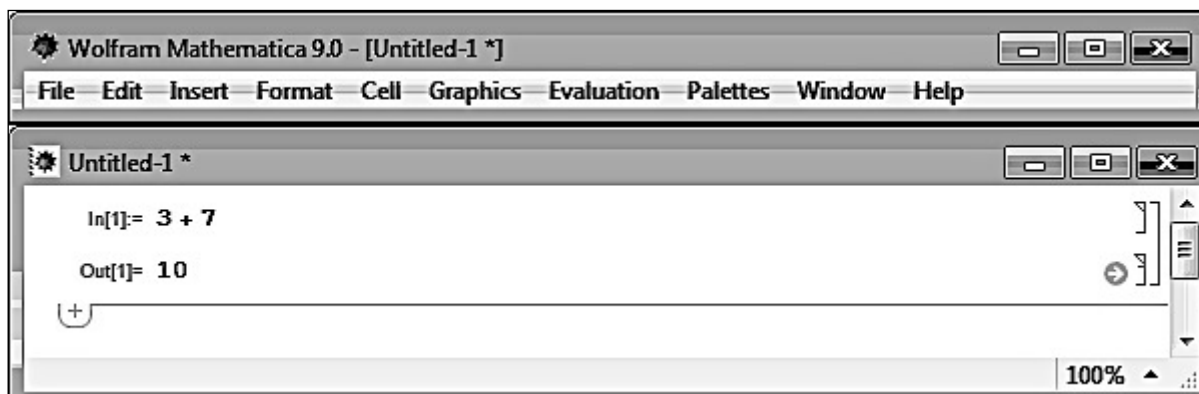 Wolfram Mathematica 9.0 - [Untitled-1 *]
File Edit Insert Format Cell Graphics Evaluation Palettes Window Help
Untitled-1 *
In[1]:= 3 + 7
Out[1]= 10
100%